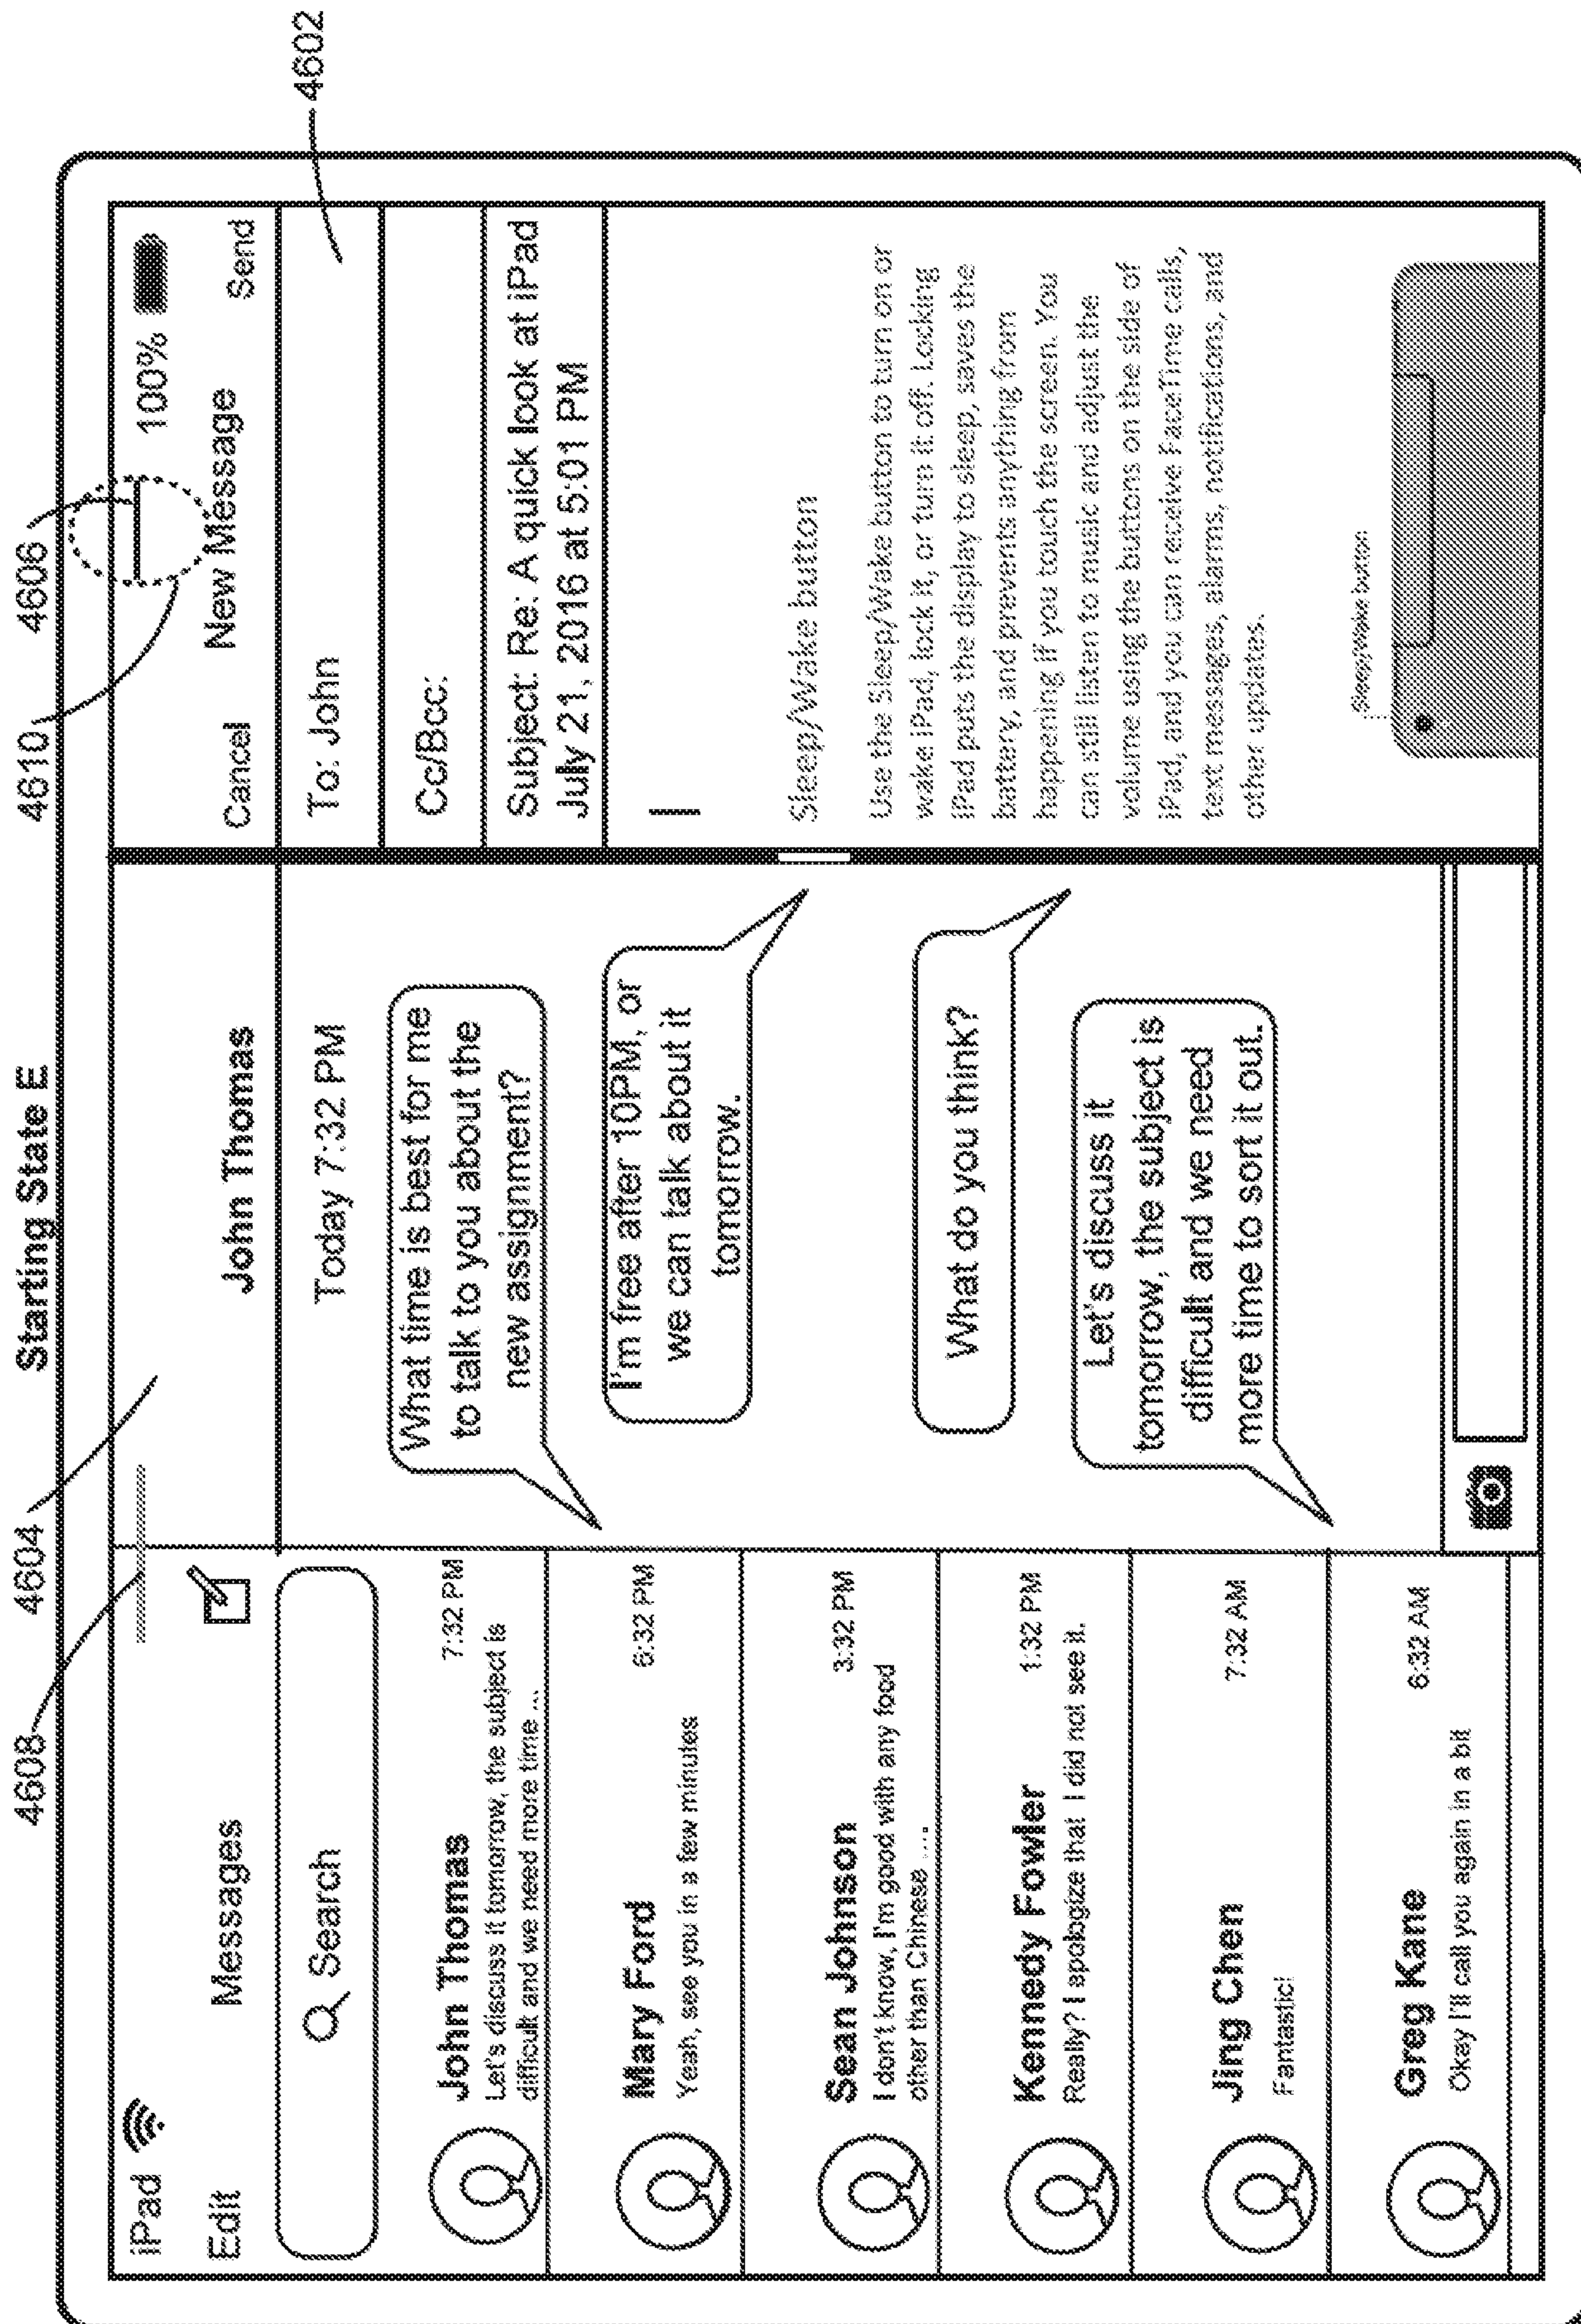 Starting State E
4608
4604
4610
4606
4602
iPad
100%
Edit
Messages
Search
John Thomas
7:32 PM
Let's discuss it tomorrow, the subject is
difficult and we need more time ...
Mary Ford
6:32 PM
Yeah, see you in a few minutes
Sean Johnson
3:32 PM
I don't know, I'm good with any food
other than Chinese ....
Kennedy Fowler
1:32 PM
Really? I apologize that I did not see it.
Jing Chen
7:32 AM
Fantastic!
Greg Kane
6:32 AM
Okay I'll call you again in a bit
John Thomas
Today 7:32 PM
What time is best for me
to talk to you about the
new assignment?
I'm free after 10PM, or
we can talk about it
tomorrow.
What do you think?
Let's discuss it
tomorrow, the subject is
difficult and we need
more time to sort it out.
Cancel
New Message
Send
To: John
Cc/Bcc:
Subject: Re: A quick look at iPad
July 21, 2016 at 5:01 PM
Sleep/Wake button
Use the Sleep/Wake button to turn on or
wake iPad, lock it, or turn it off. Locking
iPad puts the display to sleep, saves the
battery, and prevents anything from
happening if you touch the screen. You
can still listen to music and adjust the
volume using the buttons on the side of
iPad, and you can receive FaceTime calls,
text messages, alarms, notifications, and
other updates.
Sleep/Wake button